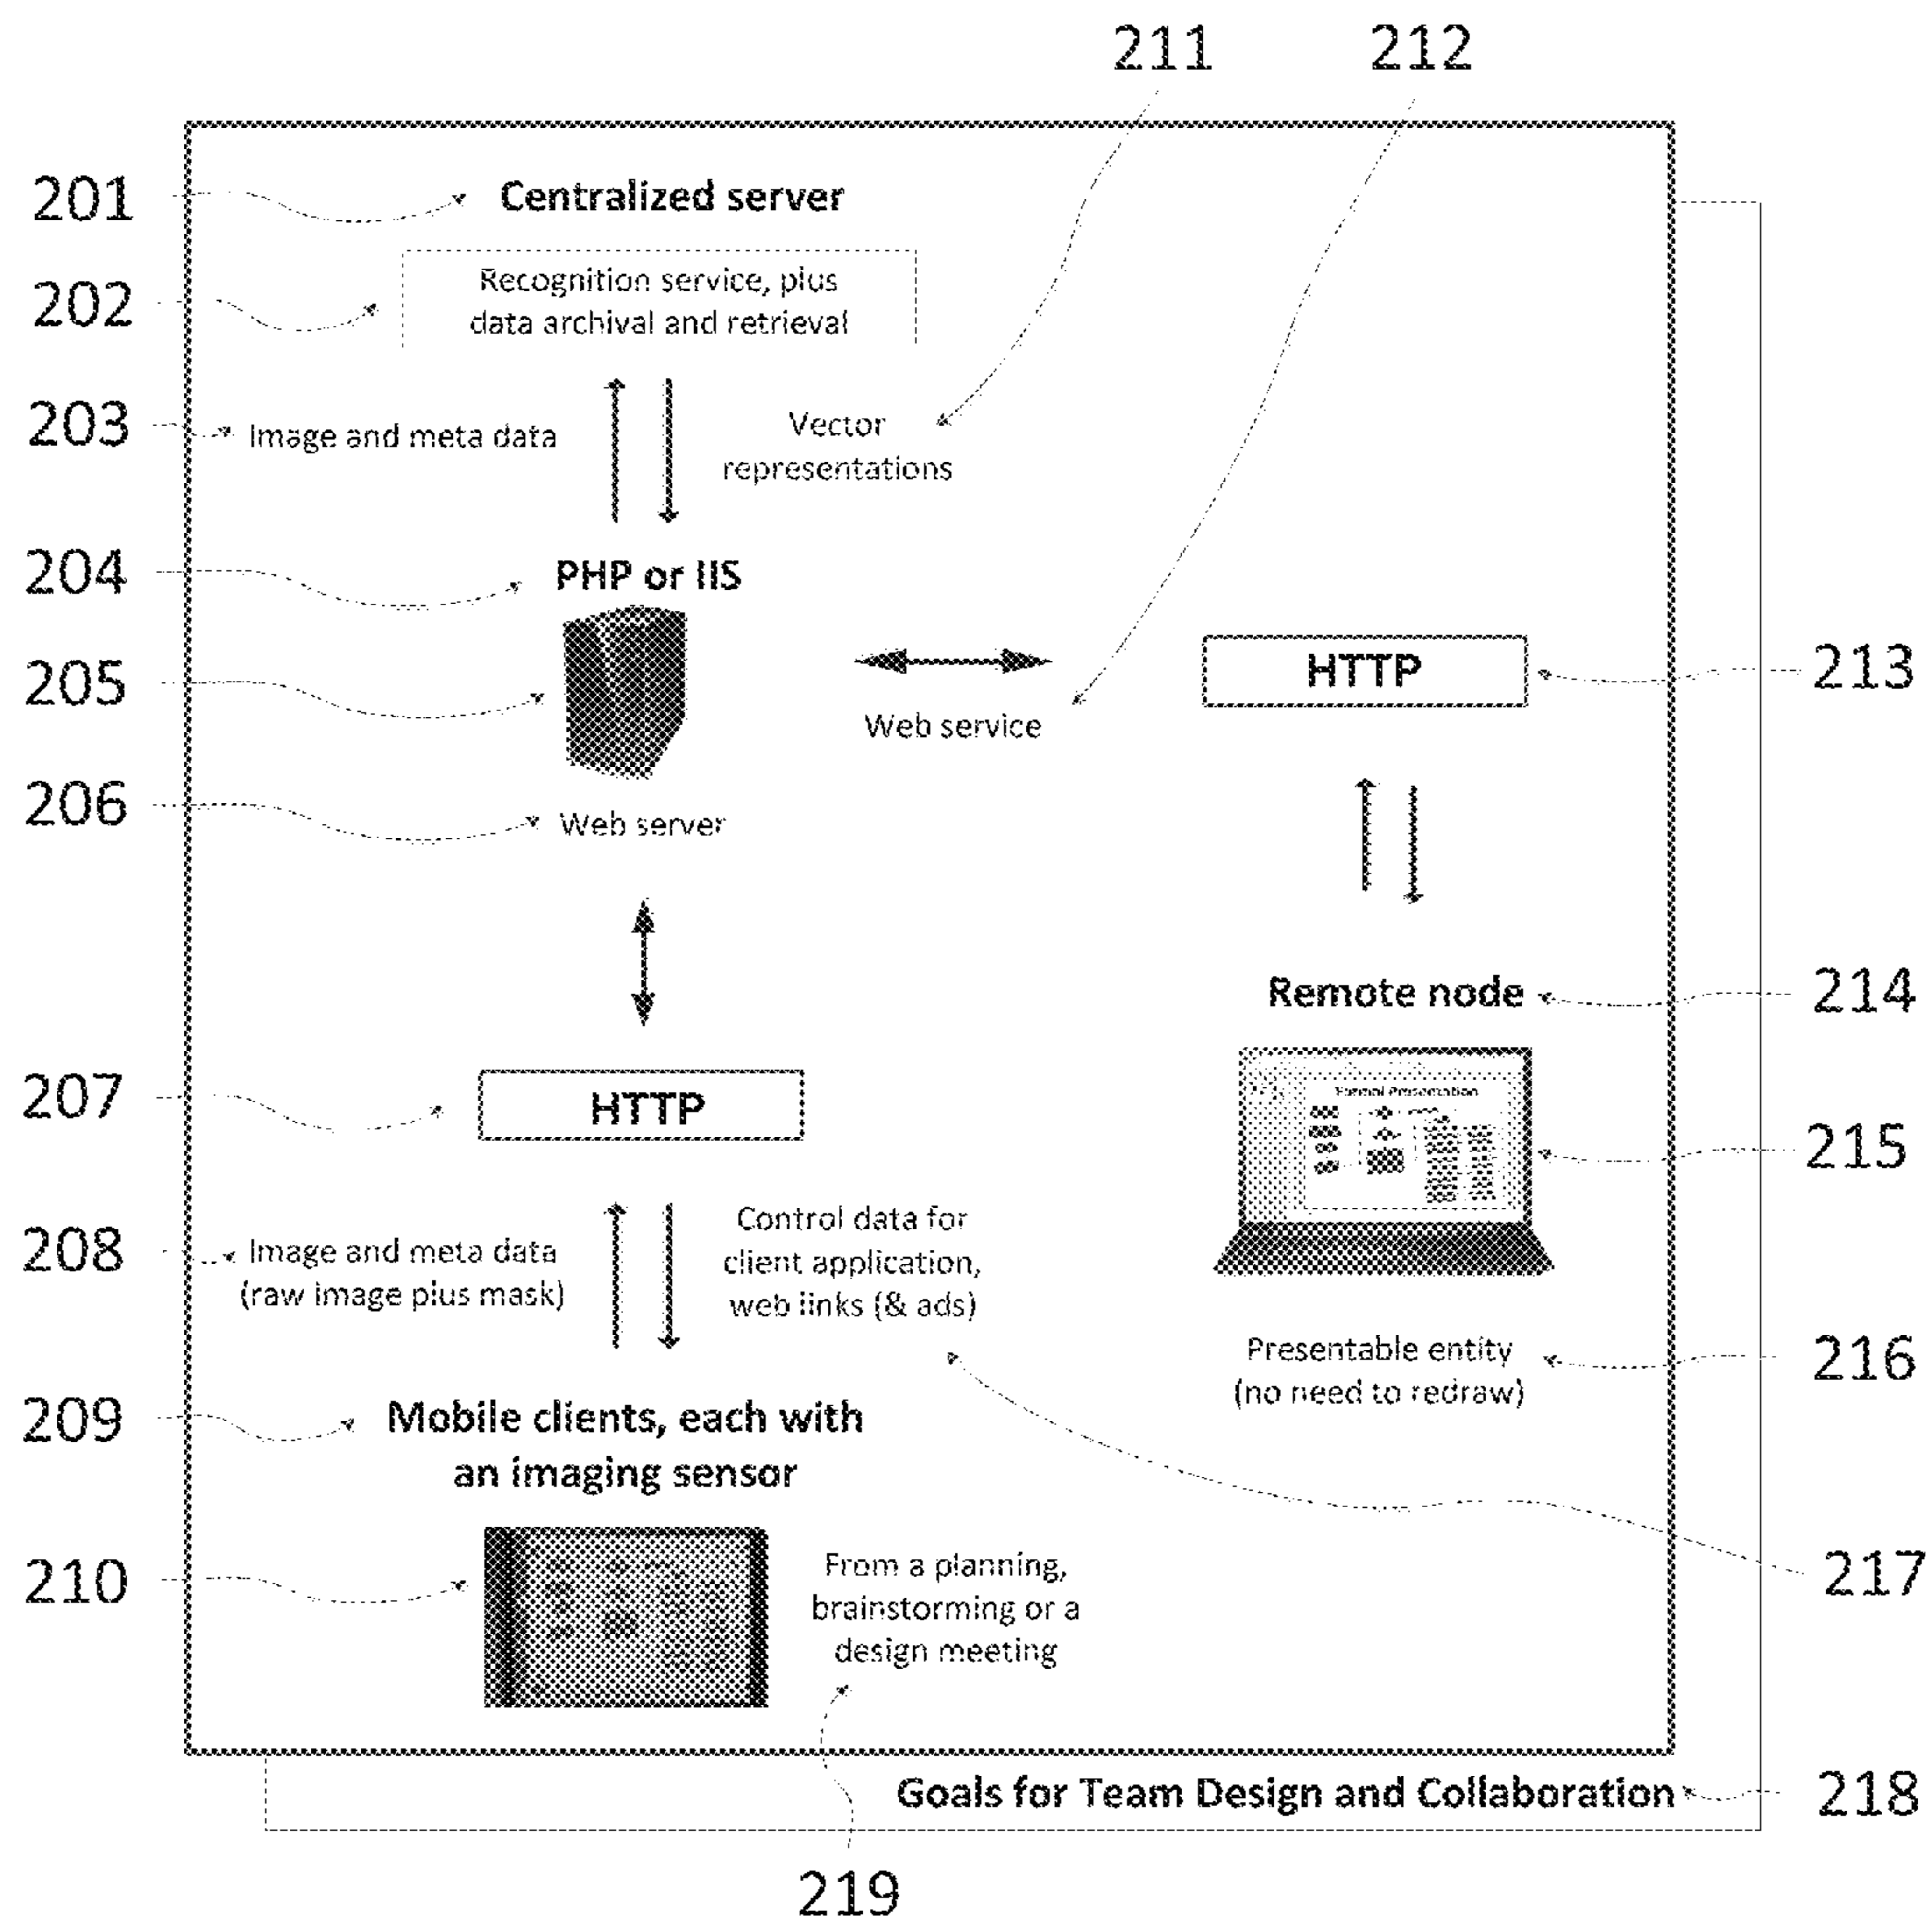 211
212
201
Centralized server
202
Recognition service, plus
data archival and retrieval
203
Image and meta data
Vector
representations
204
PHP or IIS
205
HTTP
213
Web service
206
Web server
Remote node
214
207
HTTP
Formal Presentation
215
208
Image and meta data
(raw image plus mask)
Control data for
client application,
web links (& ads)
Presentable entity
(no need to redraw)
216
209
Mobile clients, each with
an imaging sensor
210
From a planning,
brainstorming or a
design meeting
217
Goals for Team Design and Collaboration
218
219